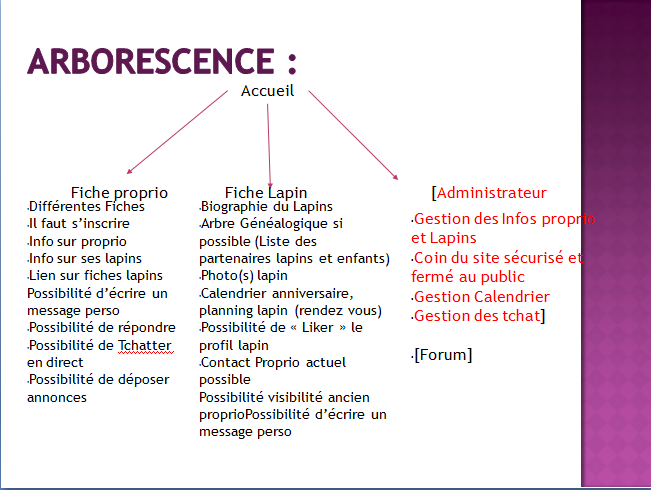 ARBORESCENCE :
Accueil
Fiche proprio
·Différentes Fiches
·Il faut s’inscrire
·Info sur proprio
·Info sur ses lapins
·Lien sur fiches lapins
Possibilité d’écrire un
message perso
·Possibilité de répondre
·Possibilité de Tchatter
en direct
·Possibilité de déposer
annonces
Fiche Lapin
·Biographie du Lapins
·Arbre Généalogique si
possible (Liste des
partenaires lapins et enfants)
·Photo(s) lapin
·Calendrier anniversaire,
planning lapin (rendez vous)
·Possibilité de « Liker » le
profil lapin
·Contact Proprio actuel
possible
Possibilité visibilité ancien
proprioPossibilité d’écrire un
message perso
[Administrateur
·Gestion des Infos proprio
et Lapins
·Coin du site sécurisé et
fermé au public
·Gestion Calendrier
·Gestion des tchat]
·[Forum]